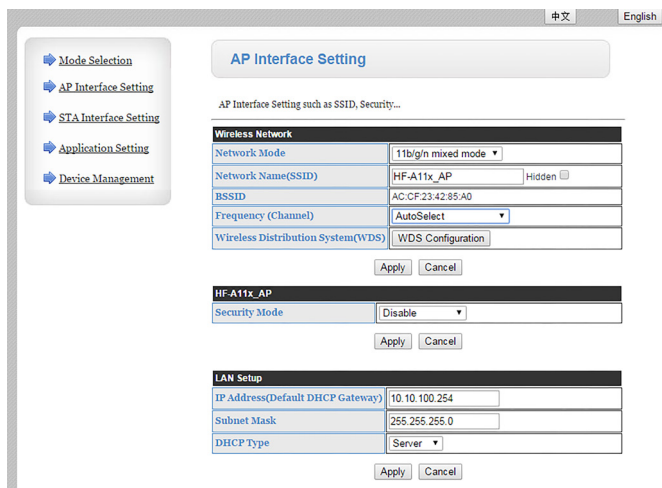 中文 English
Mode Selection
AP Interface Setting
STA Interface Setting
Application Setting
Device Management
AP Interface Setting
AP Interface Setting such as SSID, Security...
Wireless Network
Network Mode 11b/g/n mixed mode
Network Name(SSID) HF-A11x_AP Hidden
BSSID AC:CF:23:42:85:A0
Frequency (Channel) AutoSelect
Wireless Distribution System(WDS) WDS Configuration
Apply Cancel
HF-A11x_AP
Security Mode Disable
Apply Cancel
LAN Setup
IP Address(Default DHCP Gateway) 10.10.100.254
Subnet Mask 255.255.255.0
DHCP Type Server
Apply Cancel